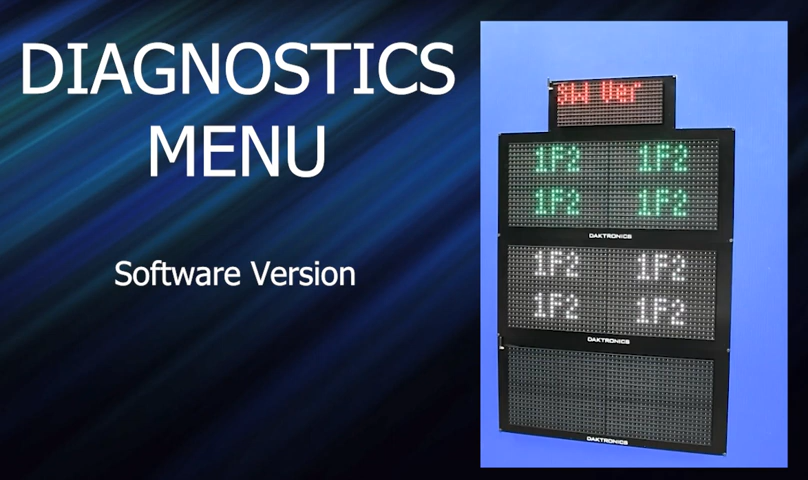 DIAGNOSTICS
MENU
Software Version
SW Ver
1F2 1F2
1F2 1F2
DAKTRONICS
1F2 1F2
1F2 1F2
DAKTRONICS
DAKTRONICS